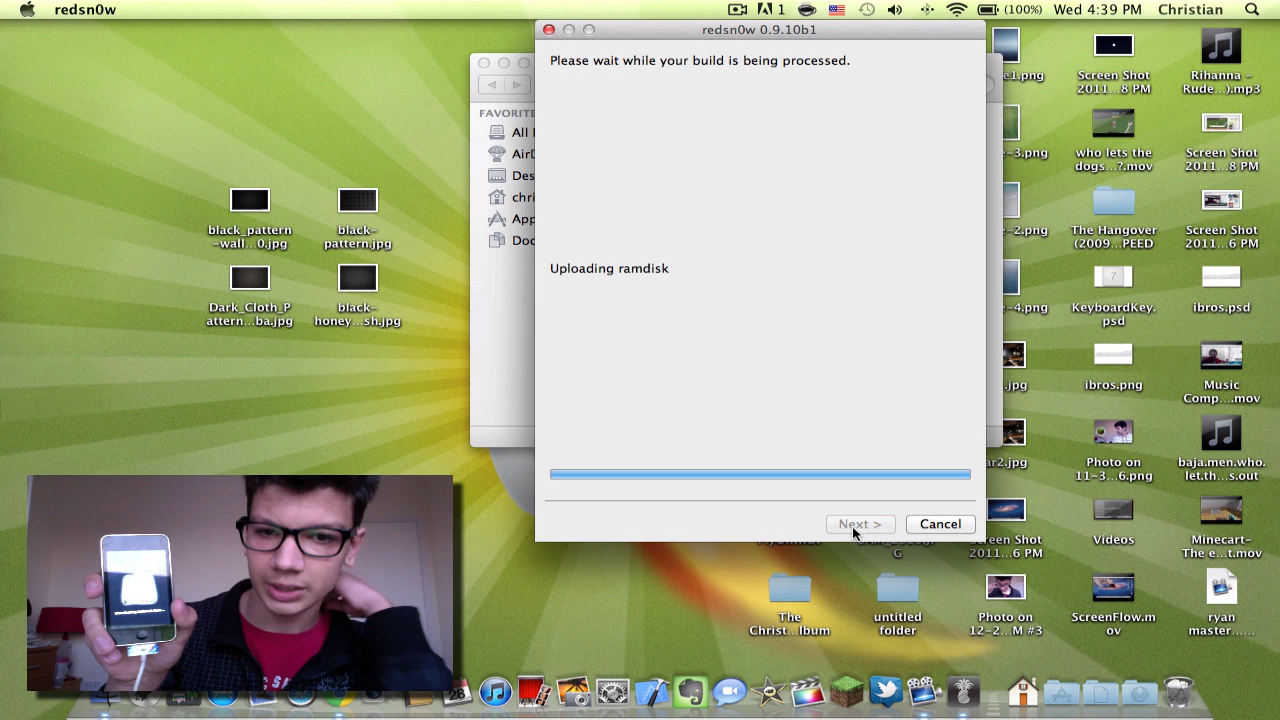 redsn0w
1
(100%)
Wed 4:39 PM
Christian
redsn0w 0.9.10b1
Please wait while your build is being processed.
Uploading ramdisk
Next >
Cancel
FAVORITE
All
AirD
Des
chri
App
Doc
black_pattern
-wall...0.jpg
black-
pattern.jpg
Dark_Cloth_P
attern...ba.jpg
black-
honey...sh.jpg
e1.png
Screen Shot
2011...8 PM
Rihanna –
Rude...).mp3
e-3.png
who lets the
dogs...?.mov
Screen Shot
2011...8 PM
e-2.png
The Hangover
(2009...PEED
Screen Shot
2011...6 PM
e-4.png
7
KeyboardKey.
psd
ibros.psd
.jpg
ibros.png
Music
Comp....mov
ar2.jpg
Photo on
11-3...6.png
baja.men.who.
let.th...s.out
een Shot
2011...6 PM
Videos
Minecart-
The e...t.mov
G
The
Christ...lbum
untitled
folder
Photo on
12-2...M #3
ScreenFlow.m
ov
ryan
master......
28